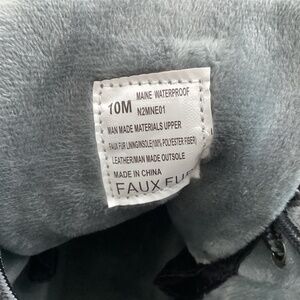 10M MAINE WATERPROOF
N2MNE01
MAN MADE MATERIALS UPPER
FAUX FUR LINING/INSOLE(100% POLYESTER FIBER)
LEATHER/MAN MADE OUTSOLE
MADE IN CHINA
FAUX FU